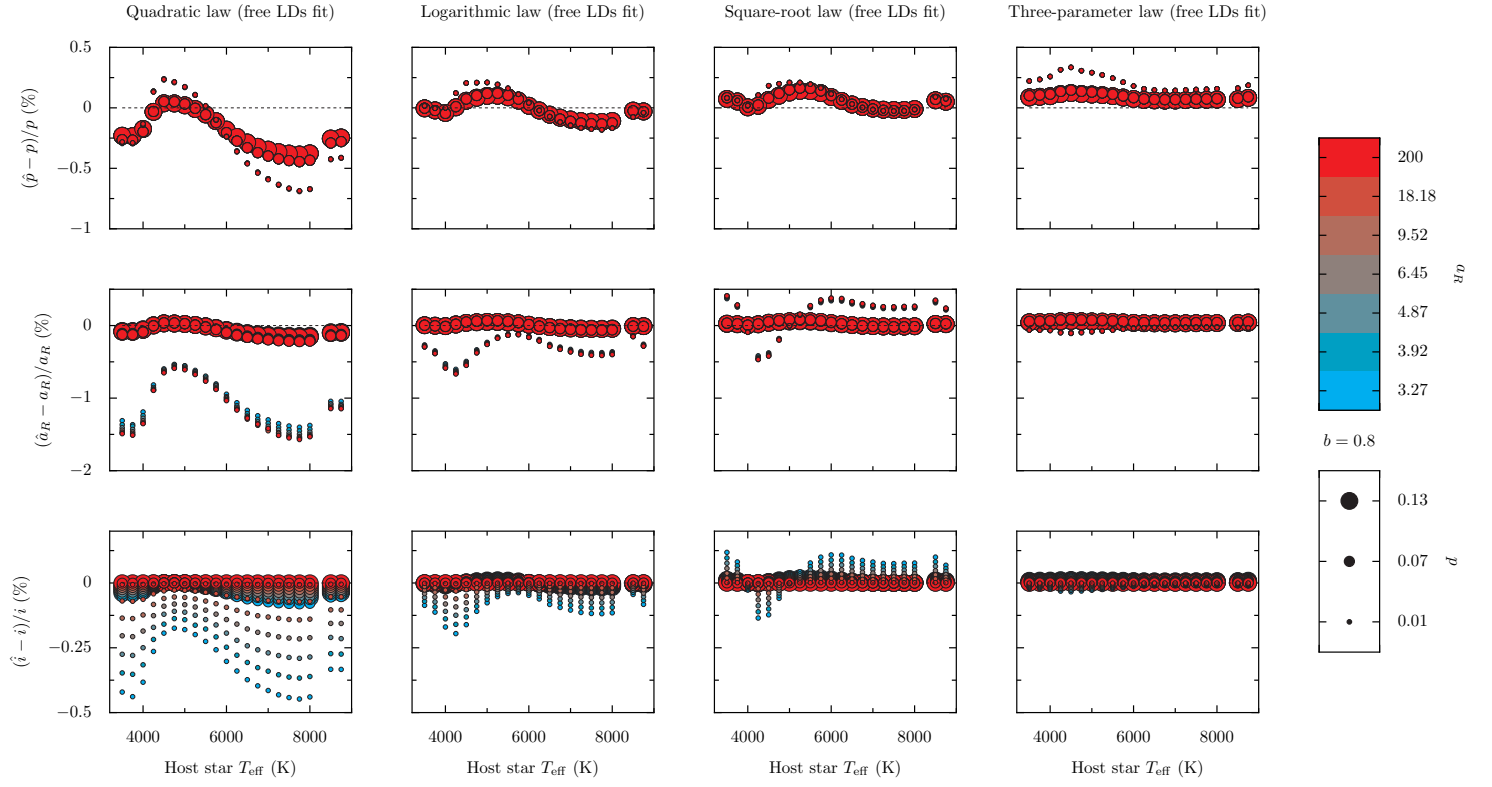 Quadratic law (free LDs fit) Logarithmic law (free LDs fit) Square-root law (free LDs fit) Three-parameter law (free LDs fit)
(p̂ − p)/p (%)
0.5
0
−0.5
−1
(â_R − a_R)/a_R (%)
0
−1
−2
(î − i)/i (%)
0
−0.25
−0.5
4000 6000 8000 4000 6000 8000 4000 6000 8000 4000 6000 8000
Host star T_eff (K) Host star T_eff (K) Host star T_eff (K) Host star T_eff (K)
200
18.18
9.52
6.45
4.87
3.92
3.27
a_R
b = 0.8
0.13
0.07
0.01
p